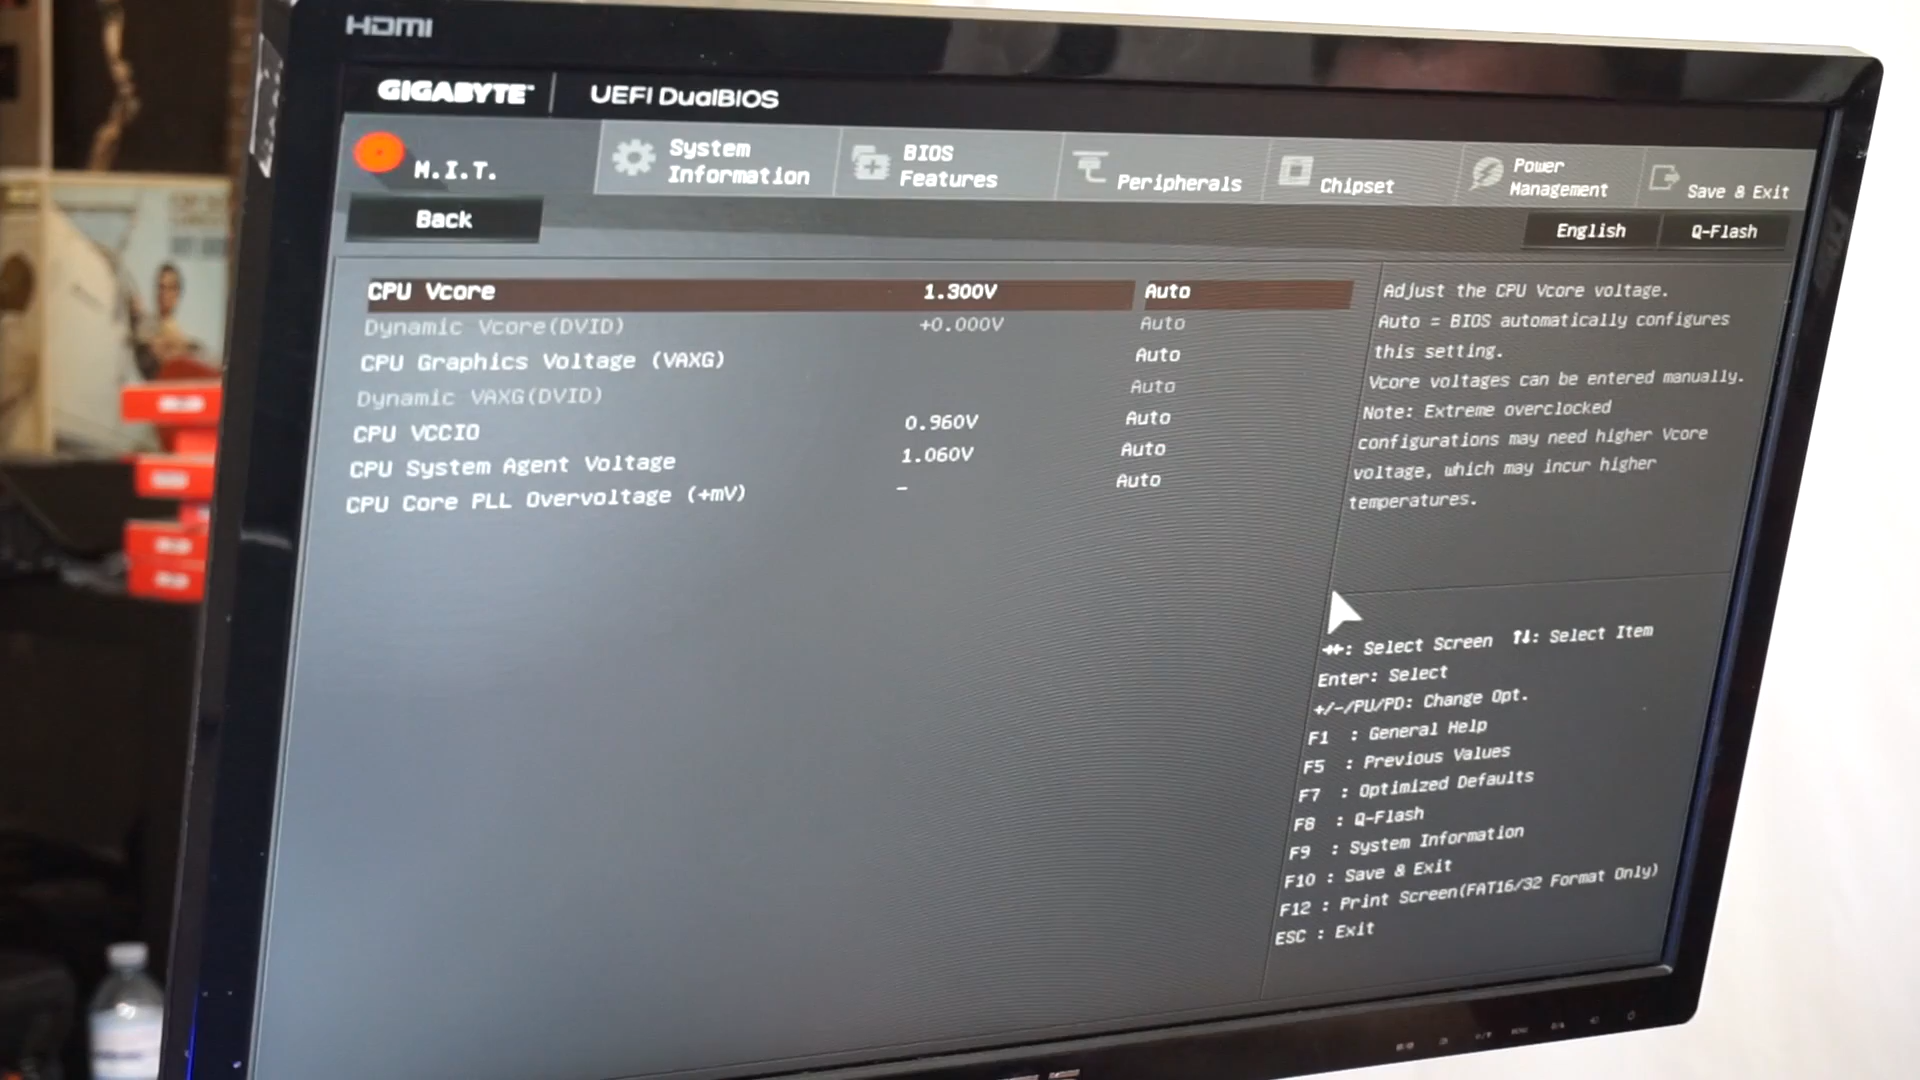 HDMI
GIGABYTE™ UEFI DualBIOS
M.I.T.
System Information
BIOS Features
Peripherals
Chipset
Power Management
Save & Exit
Back
English
Q-Flash
CPU Vcore 1.300V Auto
Dynamic Vcore(DVID) +0.000V Auto
CPU Graphics Voltage (VAXG) Auto
Dynamic VAXG(DVID) Auto
CPU VCCIO 0.960V Auto
CPU System Agent Voltage 1.060V Auto
CPU Core PLL Overvoltage (+mV) – Auto
Adjust the CPU Vcore voltage.
Auto = BIOS automatically configures
this setting.
Vcore voltages can be entered manually.
Note: Extreme overclocked
configurations may need higher Vcore
voltage, which may incur higher
temperatures.
→←: Select Screen ↑↓: Select Item
Enter: Select
+/-/PU/PD: Change Opt.
F1 : General Help
F5 : Previous Values
F7 : Optimized Defaults
F8 : Q-Flash
F9 : System Information
F10 : Save & Exit
F12 : Print Screen(FAT16/32 Format Only)
ESC : Exit